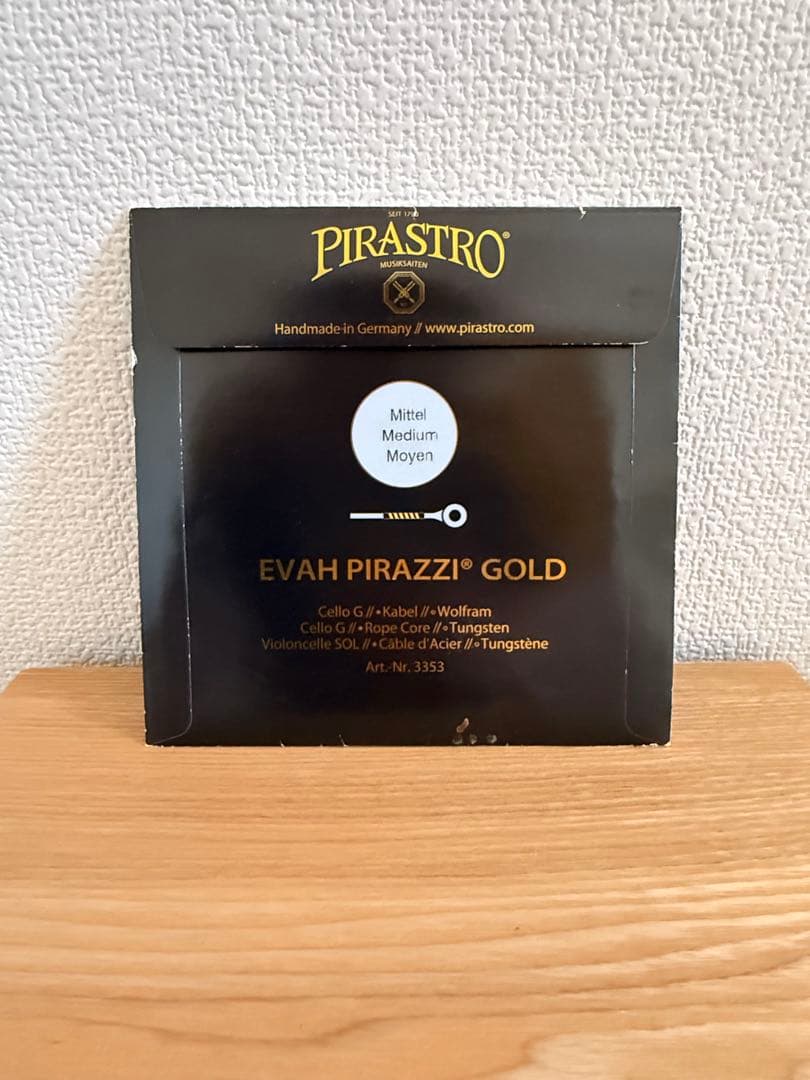 SEIT 1798
PIRASTRO®
MUSIKSAITEN
Handmade in Germany // www.pirastro.com
Mittel
Medium
Moyen
EVAH PIRAZZI® GOLD
Cello G // • Kabel // ∘ Wolfram
Cello G // • Rope Core // ∘ Tungsten
Violoncelle SOL // • Câble d'Acier // ∘ Tungstène
Art.-Nr. 3353